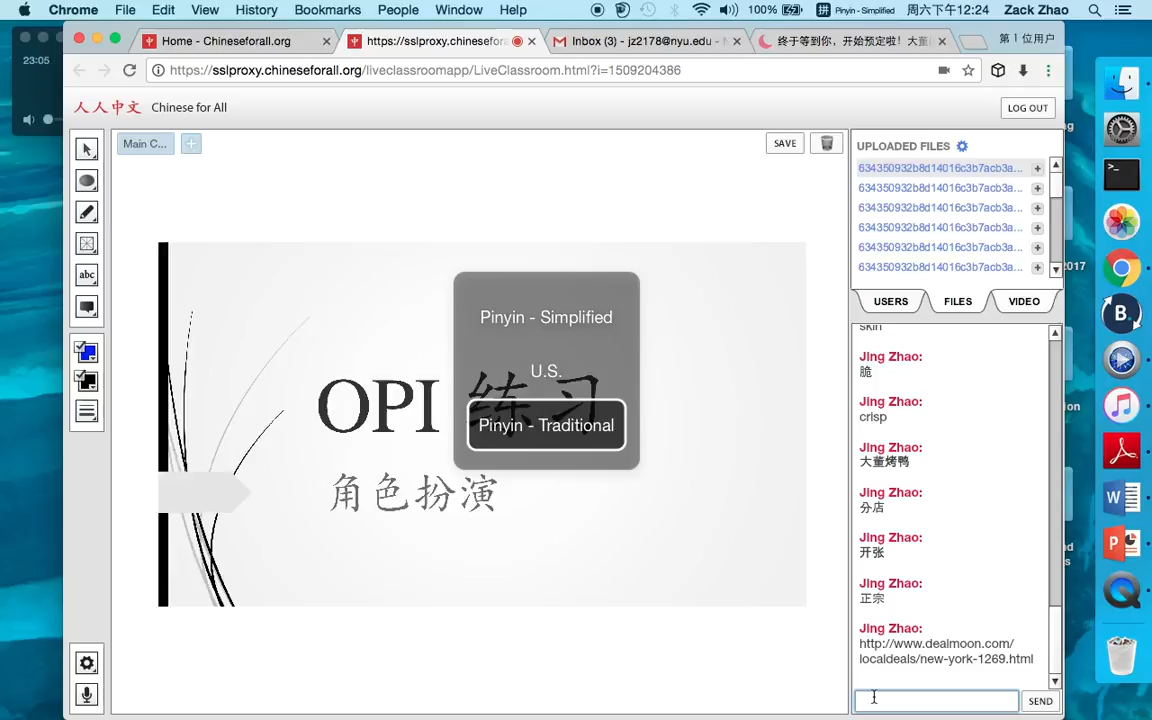 Chrome File Edit View History Bookmarks People Window Help 100% Pinyin - Simplified 周六下午12:24 Zack Zhao
Home - Chineseforall.org
https://sslproxy.chinesefora
Inbox (3) - jz2178@nyu.edu -
终于等到你，开始预定啦！大董
第1位用户
23:05
https://sslproxy.chineseforall.org/liveclassroomapp/LiveClassroom.html?i=1509204386
人人中文 Chinese for All
LOG OUT
Main C...
+
SAVE
UPLOADED FILES
634350932b8d14016c3b7acb3a... +
634350932b8d14016c3b7acb3a... +
634350932b8d14016c3b7acb3a... +
634350932b8d14016c3b7acb3a... +
634350932b8d14016c3b7acb3a... +
634350932b8d14016c3b7acb3a... +
USERS FILES VIDEO
abc
Pinyin - Simplified
U.S.
Pinyin - Traditional
OPI 练习
角色扮演
skin
Jing Zhao:
脆
Jing Zhao:
crisp
Jing Zhao:
大董烤鸭
Jing Zhao:
分店
Jing Zhao:
开张
Jing Zhao:
正宗
Jing Zhao:
http://www.dealmoon.com/
localdeals/new-york-1269.html
SEND
2017